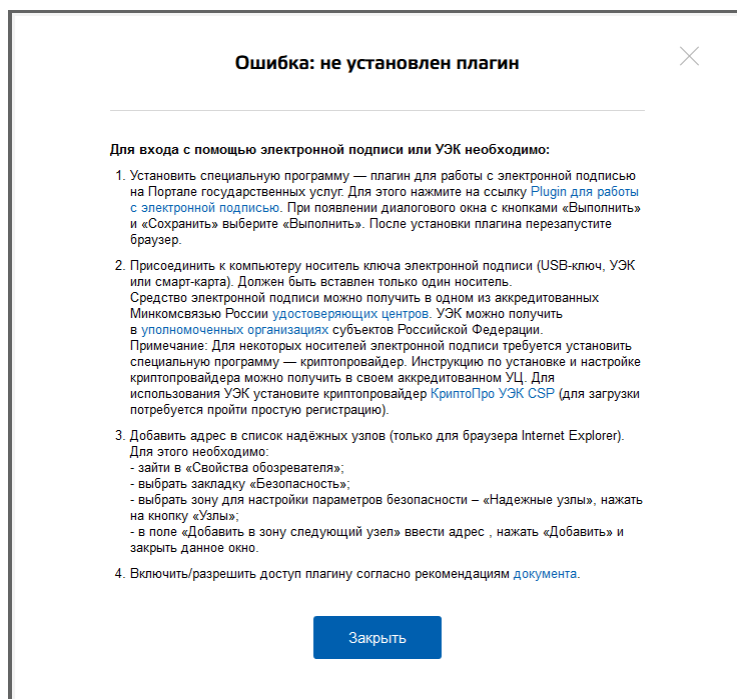 Ошибка: не установлен плагин
Для входа с помощью электронной подписи или УЭК необходимо:
1. Установить специальную программу — плагин для работы с электронной подписью
на Портале государственных услуг. Для этого нажмите на ссылку Plugin для работы
с электронной подписью. При появлении диалогового окна с кнопками «Выполнить»
и «Сохранить» выберите «Выполнить». После установки плагина перезапустите
браузер.
2. Присоединить к компьютеру носитель ключа электронной подписи (USB-ключ, УЭК
или смарт-карта). Должен быть вставлен только один носитель.
Средство электронной подписи можно получить в одном из аккредитованных
Минкомсвязью России удостоверяющих центров. УЭК можно получить
в уполномоченных организациях субъектов Российской Федерации.
Примечание: Для некоторых носителей электронной подписи требуется установить
специальную программу — криптопровайдер. Инструкцию по установке и настройке
криптопровайдера можно получить в своем аккредитованном УЦ. Для
использования УЭК установите криптопровайдер КриптоПро УЭК CSP (для загрузки
потребуется пройти простую регистрацию).
3. Добавить адрес в список надёжных узлов (только для браузера Internet Explorer).
Для этого необходимо:
- зайти в «Свойства обозревателя»;
- выбрать закладку «Безопасность»;
- выбрать зону для настройки параметров безопасности – «Надежные узлы», нажать
на кнопку «Узлы»;
- в поле «Добавить в зону следующий узел» ввести адрес , нажать «Добавить» и
закрыть данное окно.
4. Включить/разрешить доступ плагину согласно рекомендациям документа.
Закрыть